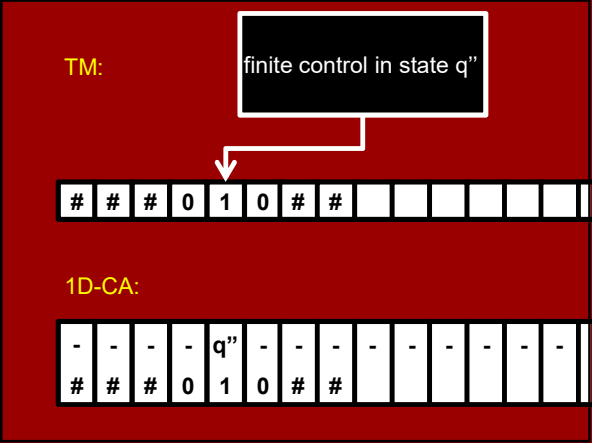 TM:
finite control in state q”
# # # 0 1 0 # #
1D-CA:
- - - - q” - - - - - - - - -
# # # 0 1 0 # #